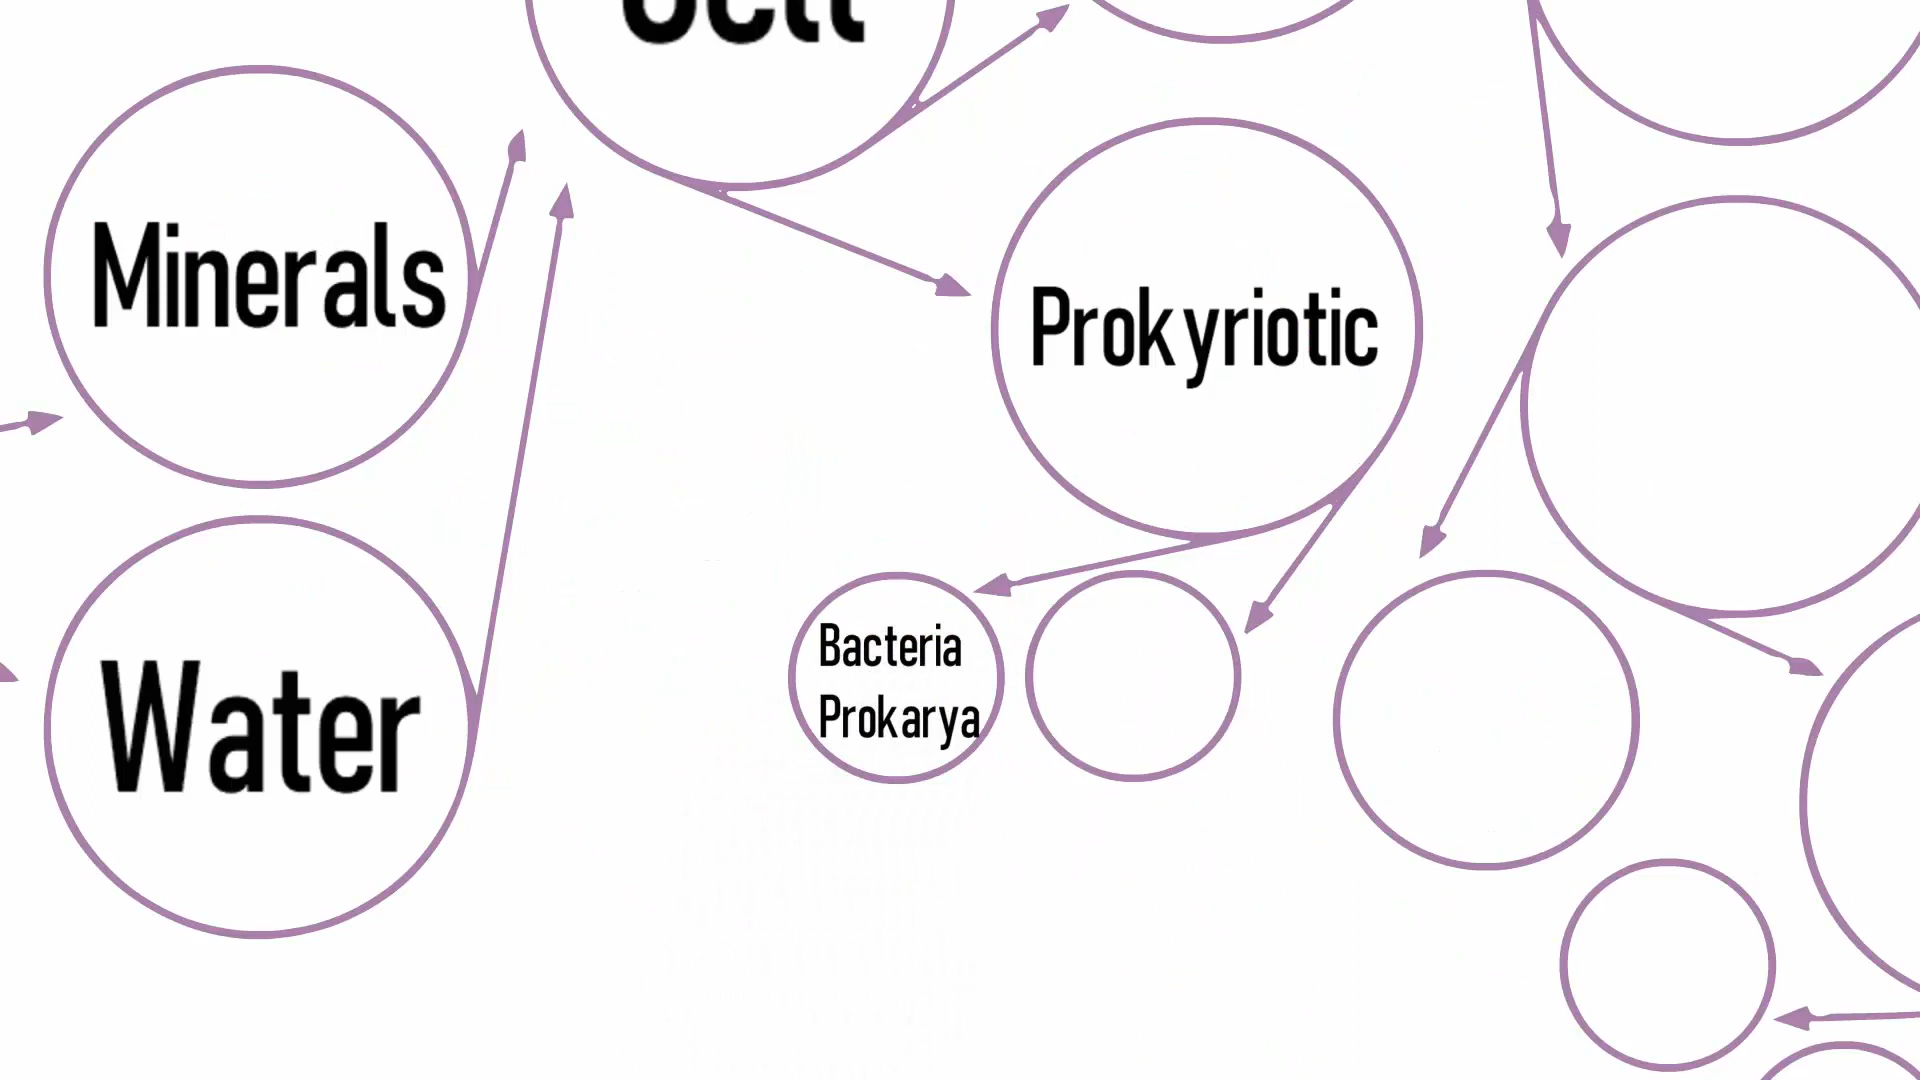 Minerals
Prokyriotic
Bacteria
Prokarya
Water